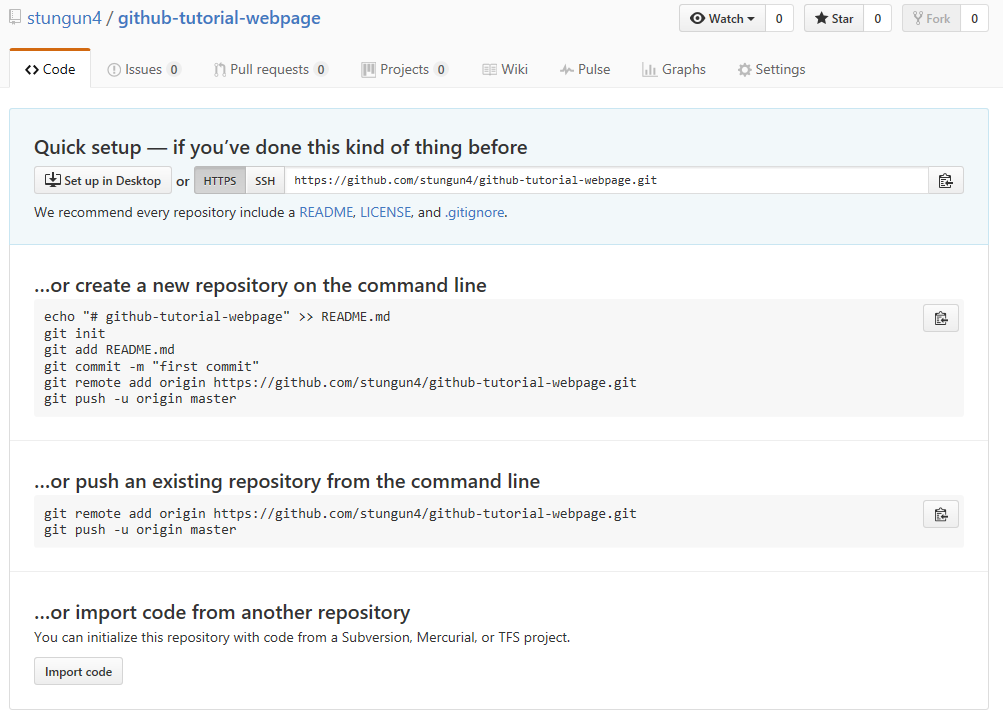 stungun4 / github-tutorial-webpage
Watch 0 Star 0 Fork 0
Code Issues 0 Pull requests 0 Projects 0 Wiki Pulse Graphs Settings
Quick setup — if you’ve done this kind of thing before
Set up in Desktop or HTTPS SSH https://github.com/stungun4/github-tutorial-webpage.git
We recommend every repository include a README, LICENSE, and .gitignore.
…or create a new repository on the command line
echo "# github-tutorial-webpage" >> README.md
git init
git add README.md
git commit -m "first commit"
git remote add origin https://github.com/stungun4/github-tutorial-webpage.git
git push -u origin master
…or push an existing repository from the command line
git remote add origin https://github.com/stungun4/github-tutorial-webpage.git
git push -u origin master
…or import code from another repository
You can initialize this repository with code from a Subversion, Mercurial, or TFS project.
Import code